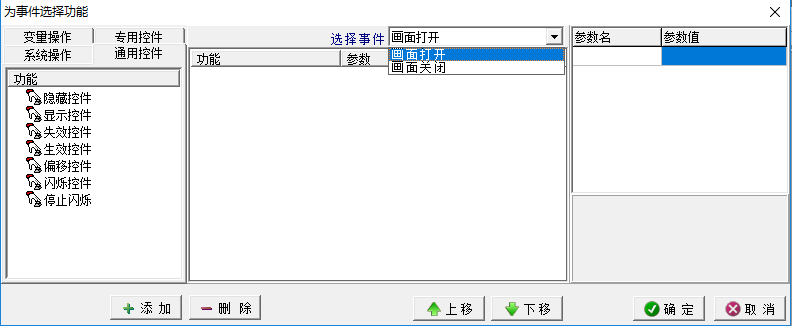 为事件选择功能
变量操作 专用控件
系统操作 通用控件
功能
隐藏控件
显示控件
失效控件
生效控件
偏移控件
闪烁控件
停止闪烁
选择事件 画面打开
功能 参数
画面打开
画面关闭
参数名 参数值
添加 删除 上移 下移 确定 取消